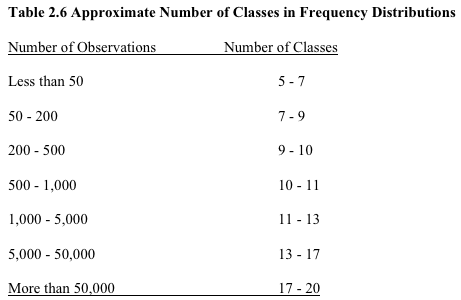 Table 2.6 Approximate Number of Classes in Frequency Distributions
Number of Observations Number of Classes
Less than 50 5 - 7
50 - 200 7 - 9
200 - 500 9 - 10
500 - 1,000 10 - 11
1,000 - 5,000 11 - 13
5,000 - 50,000 13 - 17
More than 50,000 17 - 20